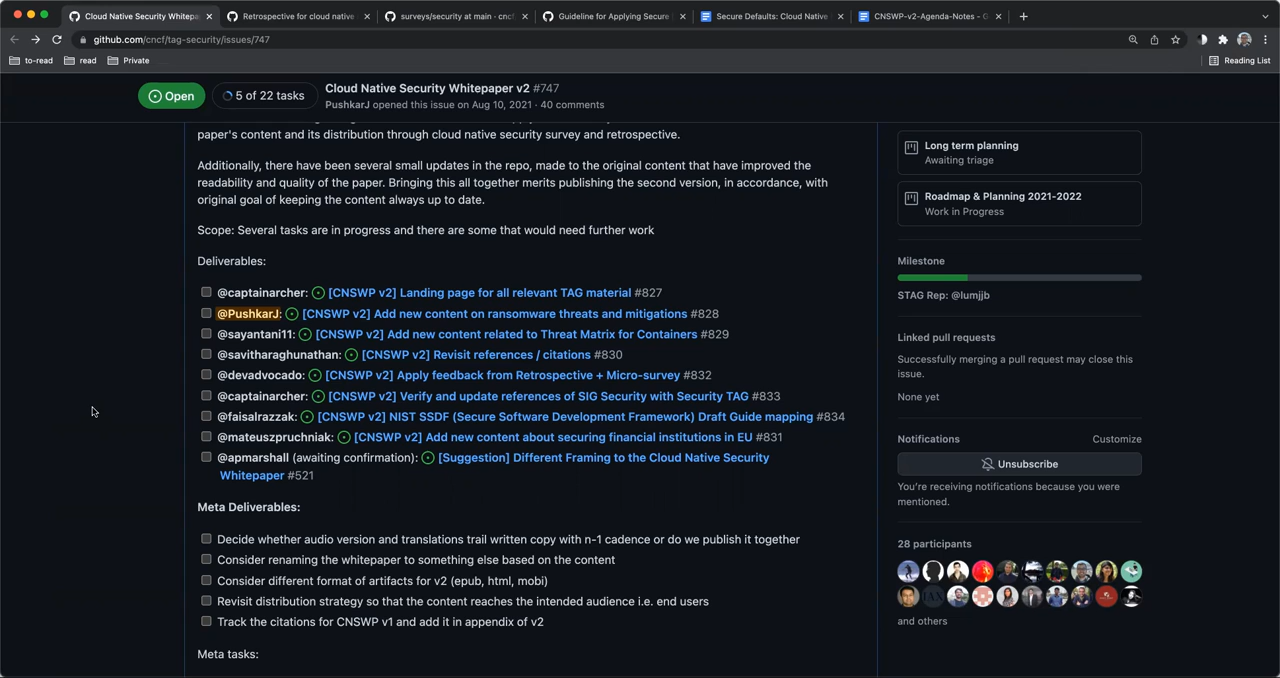 Cloud Native Security Whitepap
Retrospective for cloud native
surveys/security at main · cncf
Guideline for Applying Secure
Secure Defaults: Cloud Native
CNSWP-v2-Agenda-Notes - G
github.com/cncf/tag-security/issues/747
to-read
read
Private
Reading List
Open
5 of 22 tasks
Cloud Native Security Whitepaper v2 #747
PushkarJ opened this issue on Aug 10, 2021 · 40 comments
paper's content and its distribution through cloud native security survey and retrospective.
Additionally, there have been several small updates in the repo, made to the original content that have improved the
readability and quality of the paper. Bringing this all together merits publishing the second version, in accordance, with
original goal of keeping the content always up to date.
Scope: Several tasks are in progress and there are some that would need further work
Deliverables:
@captainarcher: [CNSWP v2] Landing page for all relevant TAG material #827
@PushkarJ: [CNSWP v2] Add new content on ransomware threats and mitigations #828
@sayantani11: [CNSWP v2] Add new content related to Threat Matrix for Containers #829
@savitharaghunathan: [CNSWP v2] Revisit references / citations #830
@devadvocado: [CNSWP v2] Apply feedback from Retrospective + Micro-survey #832
@captainarcher: [CNSWP v2] Verify and update references of SIG Security with Security TAG #833
@faisalrazzak: [CNSWP v2] NIST SSDF (Secure Software Development Framework) Draft Guide mapping #834
@mateuszpruchniak: [CNSWP v2] Add new content about securing financial institutions in EU #831
@apmarshall (awaiting confirmation): [Suggestion] Different Framing to the Cloud Native Security
Whitepaper #521
Meta Deliverables:
Decide whether audio version and translations trail written copy with n-1 cadence or do we publish it together
Consider renaming the whitepaper to something else based on the content
Consider different format of artifacts for v2 (epub, html, mobi)
Revisit distribution strategy so that the content reaches the intended audience i.e. end users
Track the citations for CNSWP v1 and add it in appendix of v2
Meta tasks:
Long term planning
Awaiting triage
Roadmap & Planning 2021-2022
Work in Progress
Milestone
STAG Rep: @lumjjb
Linked pull requests
Successfully merging a pull request may close this
issue.
None yet
Notifications
Customize
Unsubscribe
You're receiving notifications because you were
mentioned.
28 participants
and others